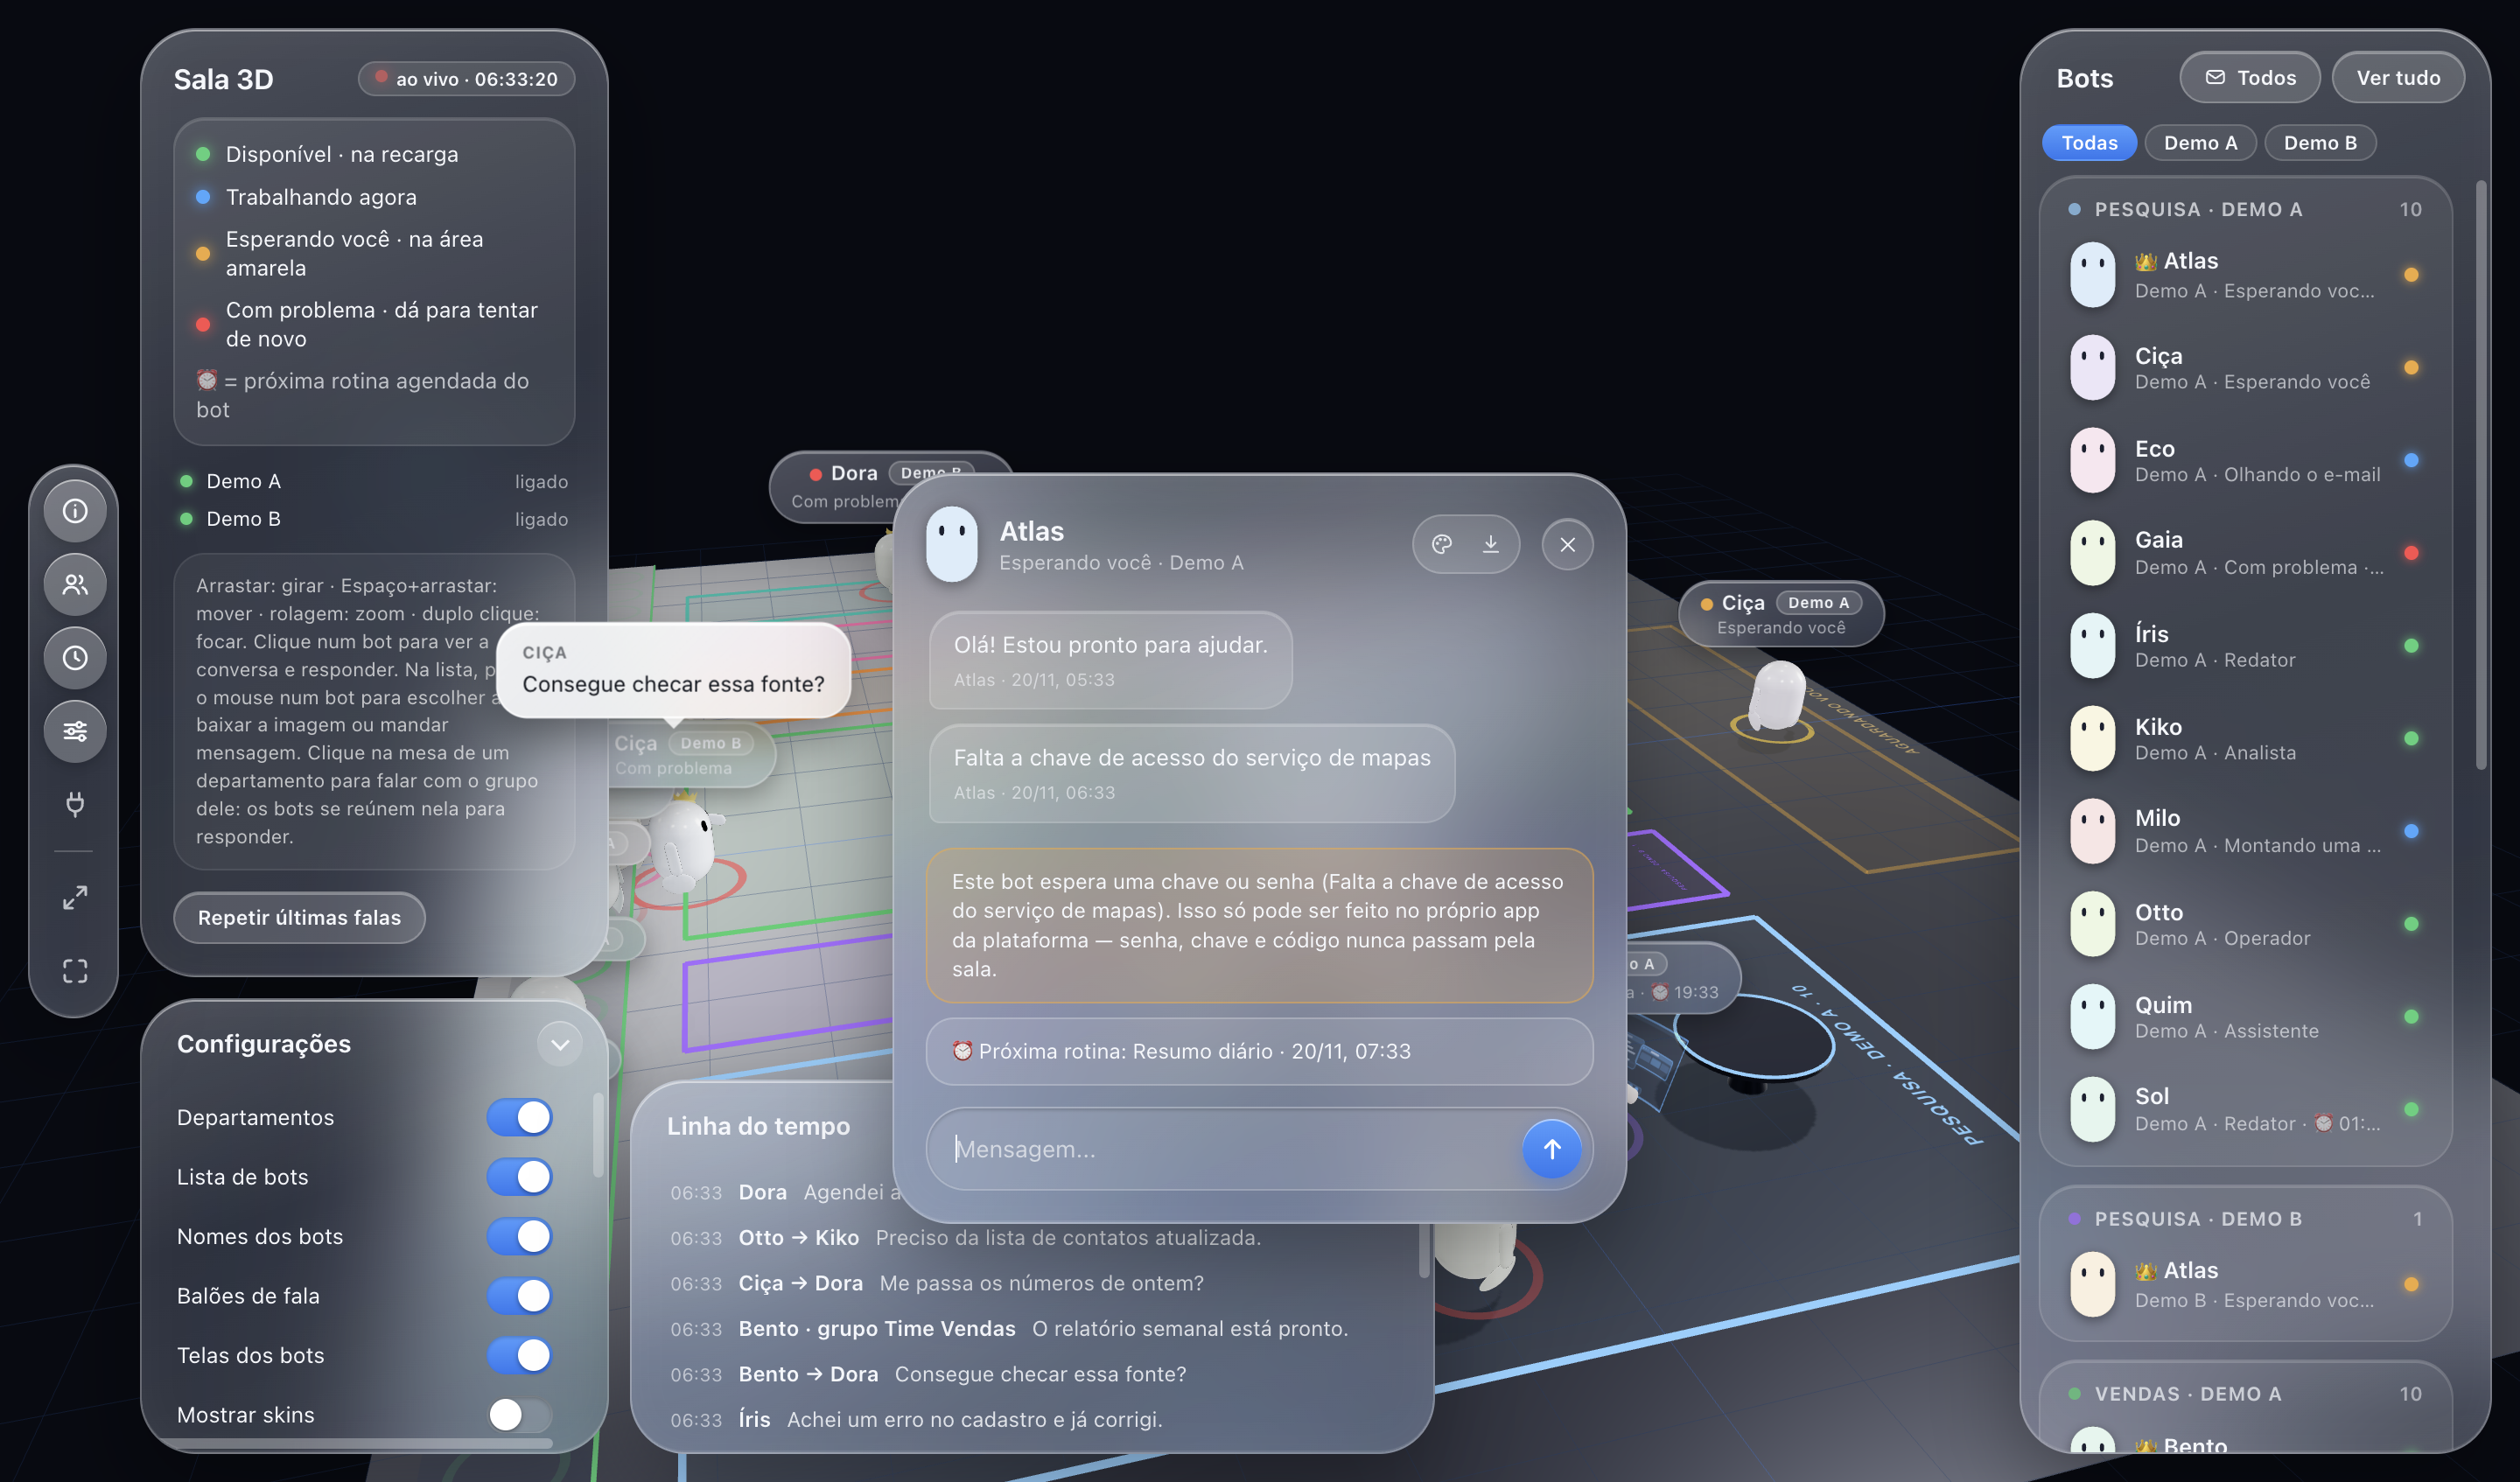 Sala 3D
ao vivo · 06:33:20
Disponível · na recarga
Trabalhando agora
Esperando você · na área
amarela
Com problema · dá para tentar
de novo
⏰ = próxima rotina agendada do
bot
Demo A ligado
Demo B ligado
Arrastar: girar · Espaço+arrastar:
mover · rolagem: zoom · duplo clique:
focar. Clique num bot para ver a
conversa e responder. Na lista,
o mouse num bot para escolher
baixar a imagem ou mandar
mensagem. Clique na mesa de um
departamento para falar com o grupo
dele: os bots se reúnem nela para
responder.
Repetir últimas falas
Configurações
Departamentos
Lista de bots
Nomes dos bots
Balões de fala
Telas dos bots
Mostrar skins
Dora Demo B
Com problem
CIÇA
Consegue checar essa fonte?
Ciça Demo B
Com problema
Atlas
Esperando você · Demo A
Olá! Estou pronto para ajudar.
Atlas · 20/11, 05:33
Falta a chave de acesso do serviço de mapas
Atlas · 20/11, 06:33
Este bot espera uma chave ou senha (Falta a chave de acesso
do serviço de mapas). Isso só pode ser feito no próprio app
da plataforma — senha, chave e código nunca passam pela
sala.
⏰ Próxima rotina: Resumo diário · 20/11, 07:33
Mensagem...
Linha do tempo
06:33 Dora Agendei a
06:33 Otto → Kiko Preciso da lista de contatos atualizada.
06:33 Ciça → Dora Me passa os números de ontem?
06:33 Bento · grupo Time Vendas O relatório semanal está pronto.
06:33 Bento → Dora Consegue checar essa fonte?
06:33 Íris Achei um erro no cadastro e já corrigi.
Ciça Demo A
Esperando você
AGUARDANDO VOCÊ
o A
a · ⏰ 19:33
PESQUISA · DEMO A · 10
Bots
Todos
Ver tudo
Todas
Demo A
Demo B
PESQUISA · DEMO A 10
Atlas
Demo A · Esperando voc...
Ciça
Demo A · Esperando você
Eco
Demo A · Olhando o e-mail
Gaia
Demo A · Com problema ·...
Íris
Demo A · Redator
Kiko
Demo A · Analista
Milo
Demo A · Montando uma ...
Otto
Demo A · Operador
Quim
Demo A · Assistente
Sol
Demo A · Redator · ⏰ 01:...
PESQUISA · DEMO B 1
Atlas
Demo B · Esperando voc...
VENDAS · DEMO A 10
Bento